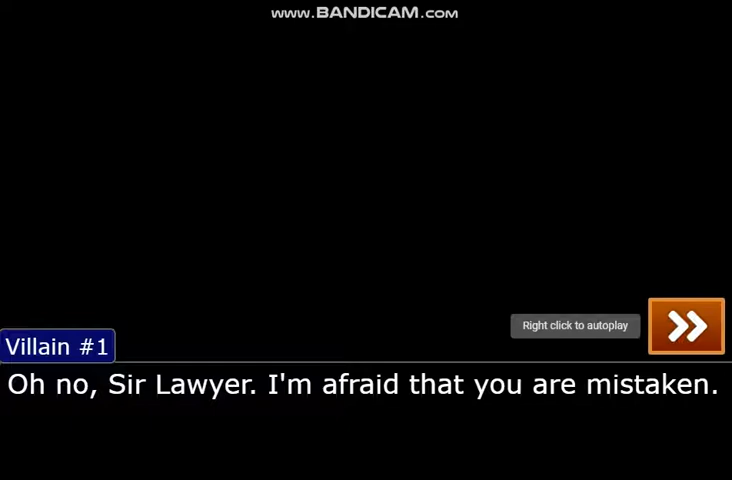 www.BANDICAM.com
Right click to autoplay
Villain #1
Oh no, Sir Lawyer. I'm afraid that you are mistaken.